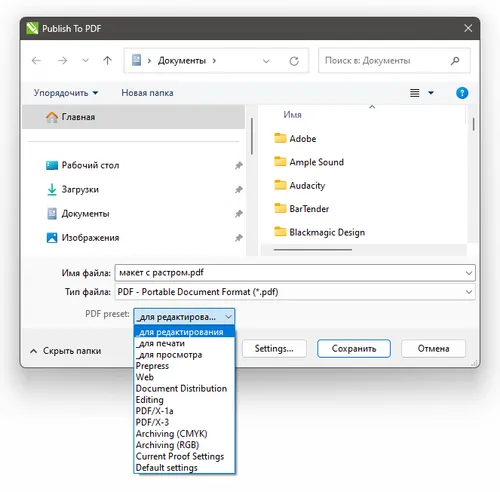 Publish To PDF
Документы
Поиск в: Документы
Упорядочить
Новая папка
Главная
Рабочий стол
Загрузки
Документы
Изображения
Имя
Adobe
Ample Sound
Audacity
BarTender
Blackmagic Design
Имя файла: макет с растром.pdf
Тип файла: PDF - Portable Document Format (*.pdf)
PDF preset: _для редактирова...
_для редактирования
_для печати
_для просмотра
Prepress
Web
Document Distribution
Editing
PDF/X-1a
PDF/X-3
Archiving (CMYK)
Archiving (RGB)
Current Proof Settings
Default settings
Скрыть папки
Settings...
Сохранить
Отмена